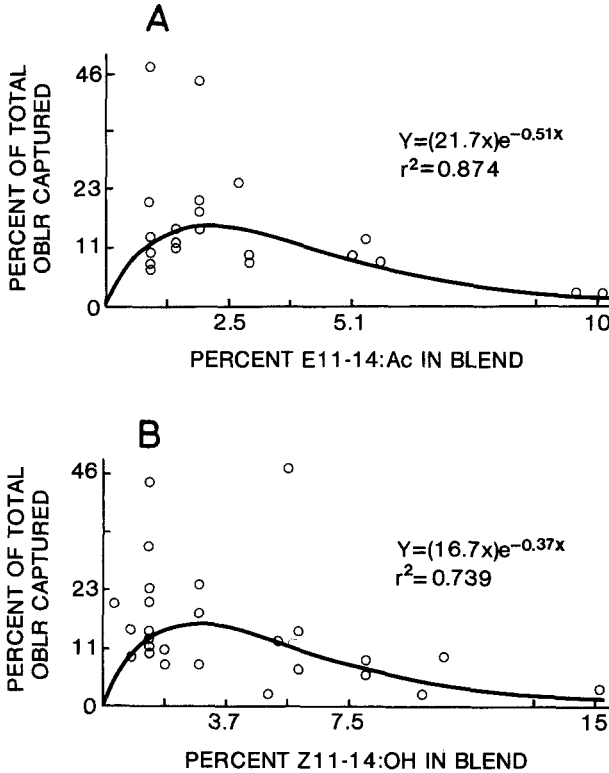 A
PERCENT OF TOTAL
OBLR CAPTURED
46
23
11
0
Y=(21.7x)e^-0.51x
r²=0.874
2.5 5.1 10
PERCENT E11-14:Ac IN BLEND
B
PERCENT OF TOTAL
OBLR CAPTURED
46
23
11
0
Y=(16.7x)e^-0.37x
r²=0.739
3.7 7.5 15
PERCENT Z11-14:OH IN BLEND